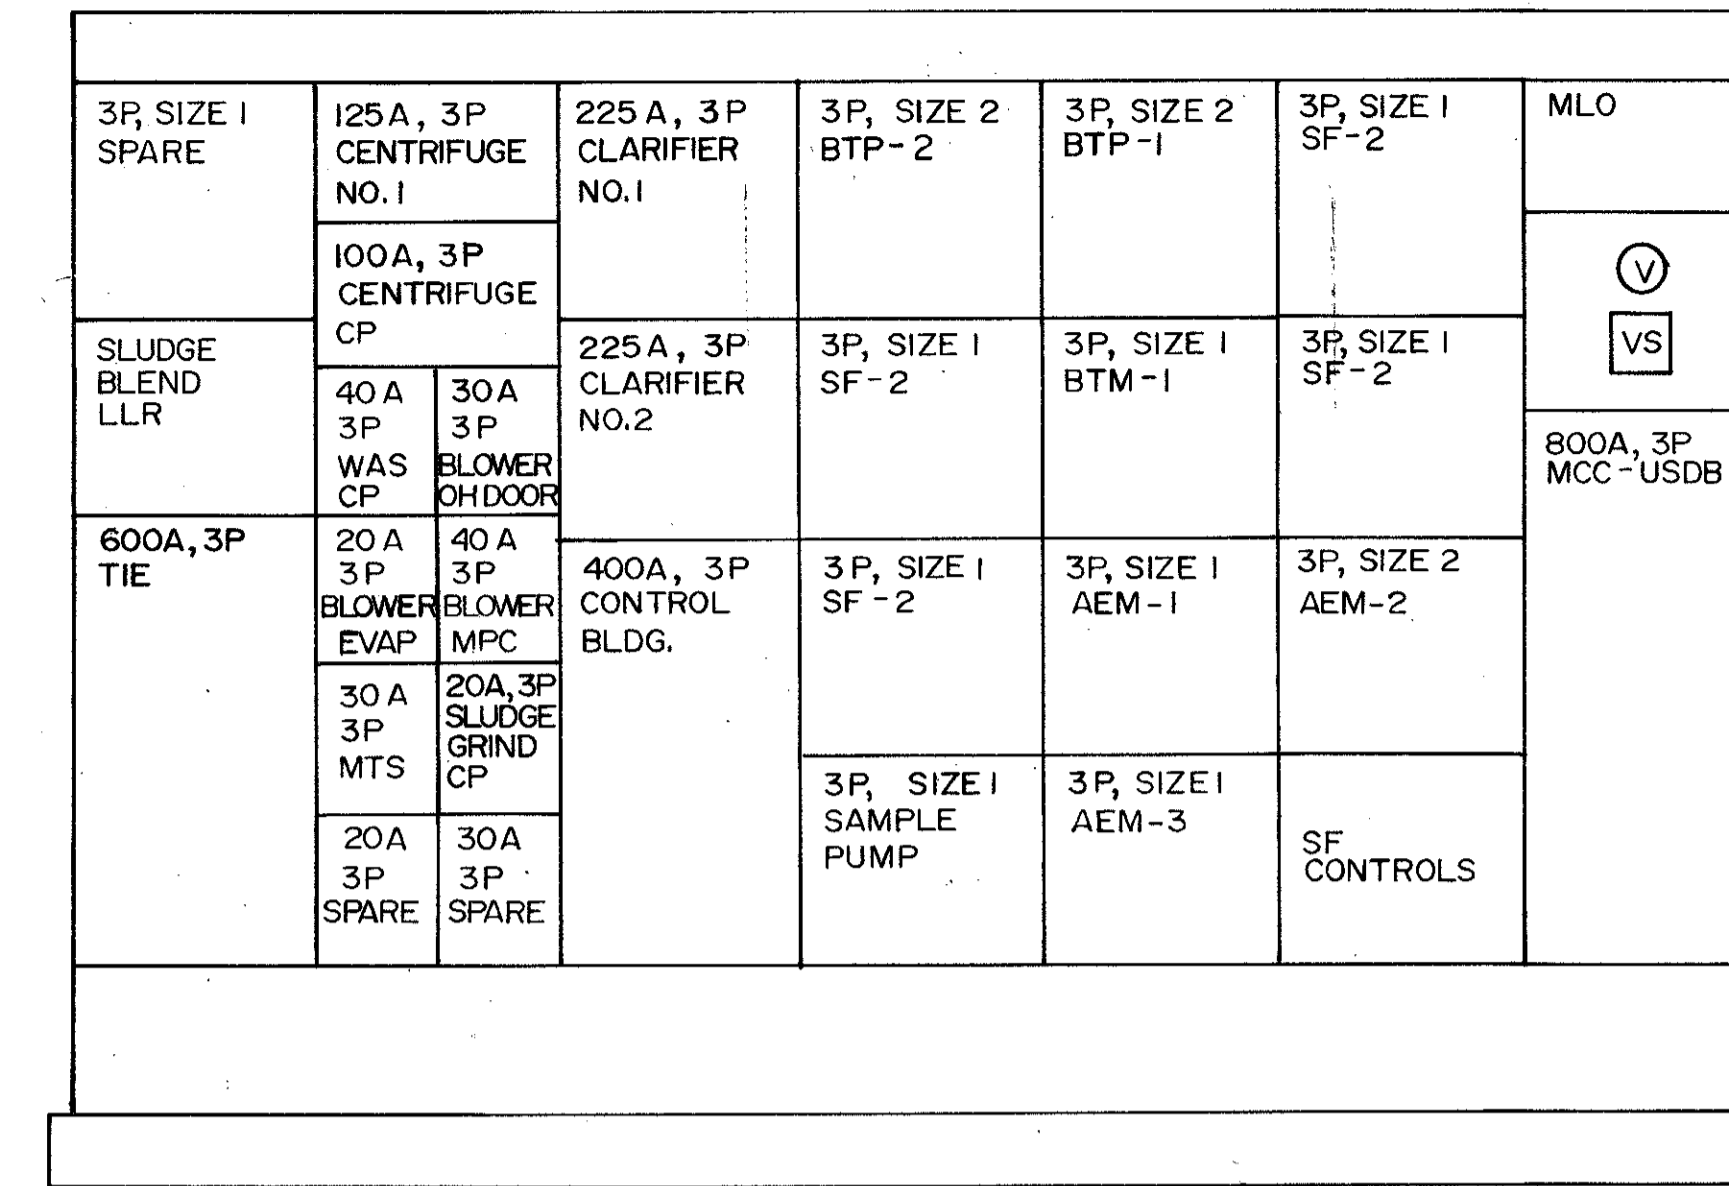 3P, SIZE 1
SPARE
SLUDGE
BLEND
LLR
600A, 3P
TIE
125A, 3P
CENTRIFUGE
NO. 1
100A, 3P
CENTRIFUGE
CP
40A
3P
WAS
CP
30A
3P
BLOWER
OH DOOR
20A
3P
BLOWER
EVAP
40A
3P
BLOWER
MPC
30A
3P
MTS
20A, 3P
SLUDGE
GRIND
CP
20A
3P
SPARE
30A
3P
SPARE
225A, 3P
CLARIFIER
NO. 1
225A, 3P
CLARIFIER
NO. 2
400A, 3P
CONTROL
BLDG.
3P, SIZE 2
BTP-2
3P, SIZE 1
SF-2
3P, SIZE 1
SF-2
3P, SIZE 1
SAMPLE
PUMP
3P, SIZE 2
BTP-1
3P, SIZE 1
BTM-1
3P, SIZE 1
AEM-1
3P, SIZE 1
AEM-3
3P, SIZE 1
SF-2
3P, SIZE 1
SF-2
3P, SIZE 2
AEM-2
SF
CONTROLS
MLO
V
VS
800A, 3P
MCC-USDB